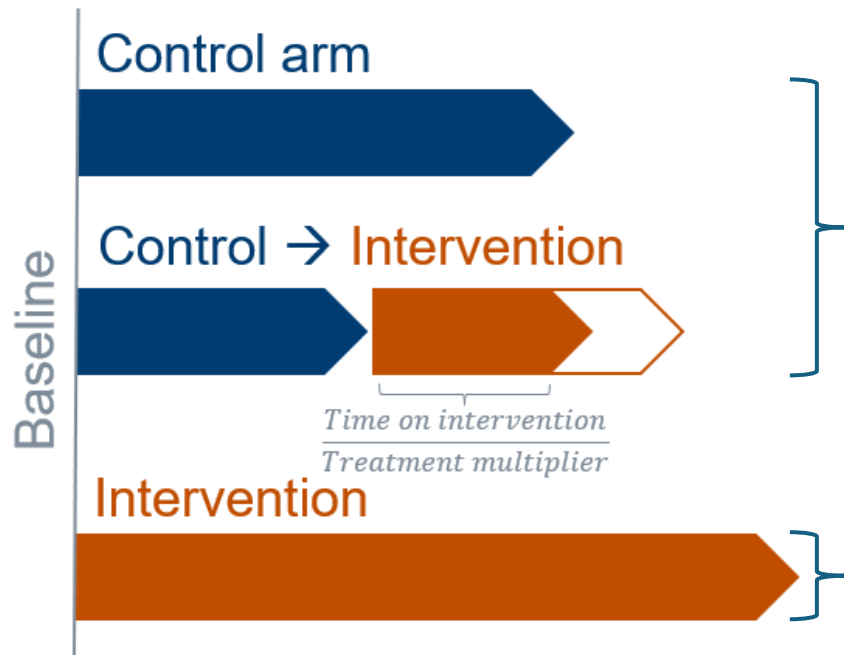 Control arm
Baseline
Control → Intervention
Time on intervention
Treatment multiplier
Intervention